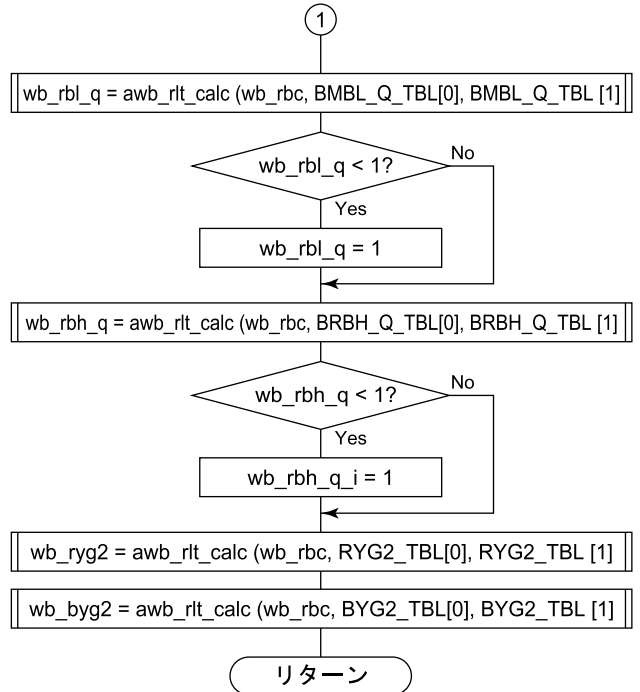 1
wb_rbl_q = awb_rlt_calc (wb_rbc, BMBL_Q_TBL[0], BMBL_Q_TBL [1]
wb_rbl_q < 1?
No
Yes
wb_rbl_q = 1
wb_rbh_q = awb_rlt_calc (wb_rbc, BRBH_Q_TBL[0], BRBH_Q_TBL [1]
wb_rbh_q < 1?
No
Yes
wb_rbh_q_i = 1
wb_ryg2 = awb_rlt_calc (wb_rbc, RYG2_TBL[0], RYG2_TBL [1]
wb_byg2 = awb_rlt_calc (wb_rbc, BYG2_TBL[0], BYG2_TBL [1]
リターン